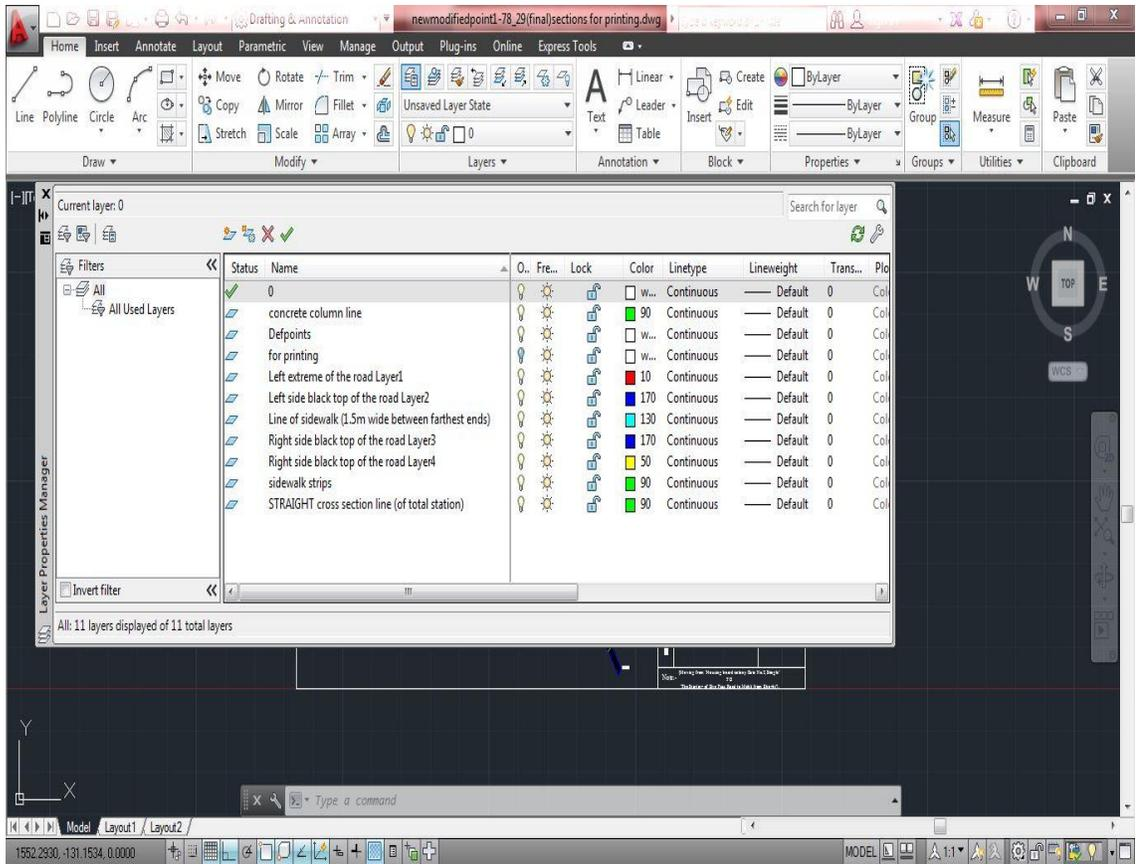 Drafting & Annotation
newmodifiedpoint1-78_29(final)sections for printing.dwg
Home Insert Annotate Layout Parametric View Manage Output Plug-ins Online Express Tools
Move Rotate Trim Linear Create ByLayer
Copy Mirror Fillet Unsaved Layer State Leader Edit ByLayer
Line Polyline Circle Arc Text Insert Group Measure Paste
Stretch Scale Array 0 Table ByLayer
Draw Modify Layers Annotation Block Properties Groups Utilities Clipboard
[-][T
Current layer: 0
Search for layer
N
W TOP E
S
WCS
Filters
All
All Used Layers
Status Name O.. Fre... Lock Color Linetype Lineweight Trans... Plo
0 w... Continuous Default 0 Col
concrete column line 90 Continuous Default 0 Col
Defpoints w... Continuous Default 0 Col
for printing w... Continuous Default 0 Col
Left extreme of the road Layer1 10 Continuous Default 0 Col
Left side black top of the road Layer2 170 Continuous Default 0 Col
Line of sidewalk (1.5m wide between farthest ends) 130 Continuous Default 0 Col
Right side black top of the road Layer3 170 Continuous Default 0 Col
Right side black top of the road Layer4 50 Continuous Default 0 Col
sidewalk strips 90 Continuous Default 0 Col
STRAIGHT cross section line (of total station) 90 Continuous Default 0 Col
Layer Properties Manager
Invert filter
All: 11 layers displayed of 11 total layers
Y
X
Type a command
Model Layout1 Layout2
1552.2930, -131.1534, 0.0000
MODEL 1:1